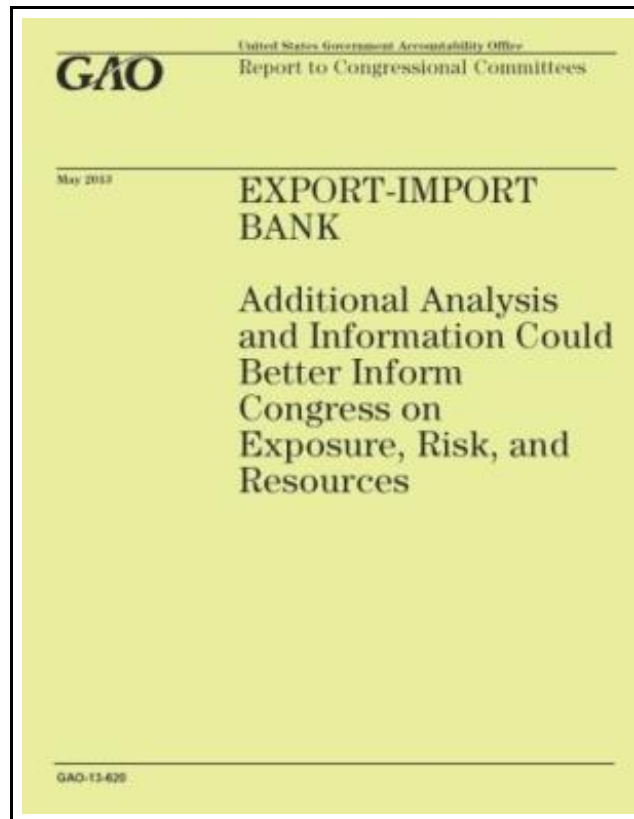 United States Government Accountability Office
GAO
Report to Congressional Committees
May 2013
EXPORT-IMPORT
BANK
Additional Analysis
and Information Could
Better Inform
Congress on
Exposure, Risk, and
Resources
GAO-13-620